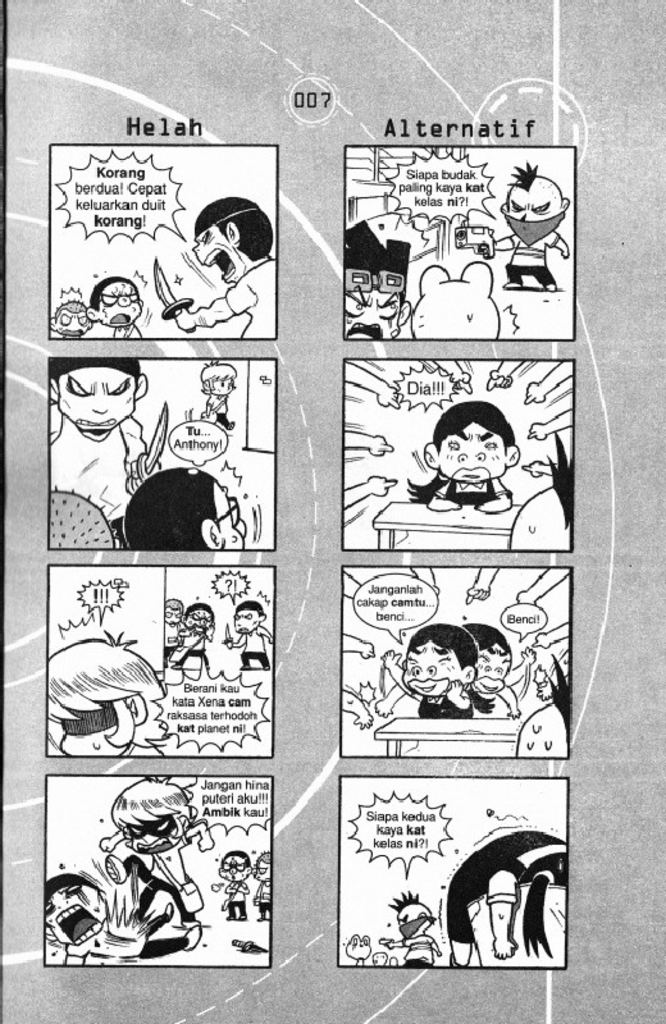 007
Helah
Korang
berdua! Cepat
keluarkan duit
korang!
Tu...
Anthony!
!!!
?!
Berani kau
kata Xena cam
raksasa terhodoh
kat planet ni!
Jangan hina
puteri aku!!!
Ambik kau!
Alternatif
Siapa budak
paling kaya kat
kelas ni?!
Dia!!!
Janganlah
cakap camtu...
benci....
Benci!
Siapa kedua
kaya kat
kelas ni?!